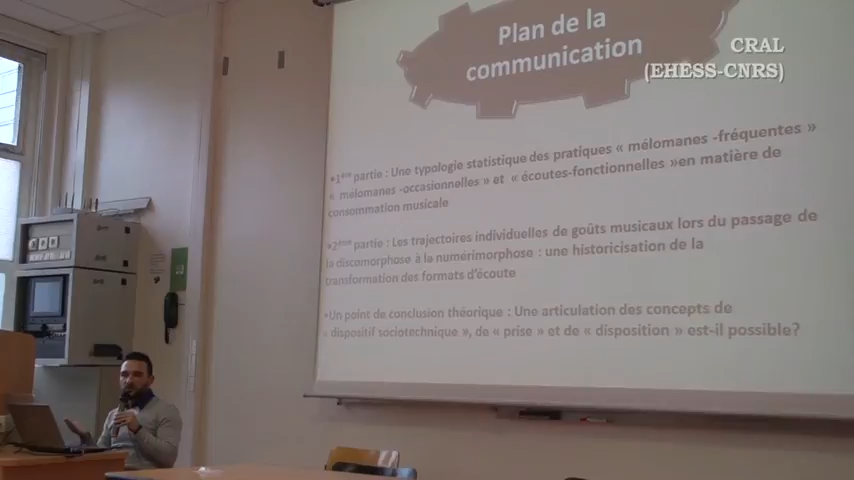 Plan de la
communication
CRAL
(EHESS-CNRS)
•1ère partie : Une typologie statistique des pratiques « mélomanes -fréquentes »
« mélomanes -occasionnelles » et « écoutes-fonctionnelles »en matière de
consommation musicale
•2ème partie : Les trajectoires individuelles de goûts musicaux lors du passage de
la discomorphose à la numérimorphose : une historicisation de la
transformation des formats d'écoute
•Un point de conclusion théorique : Une articulation des concepts de
« dispositif sociotechnique », de « prise » et de « disposition » est-il possible?